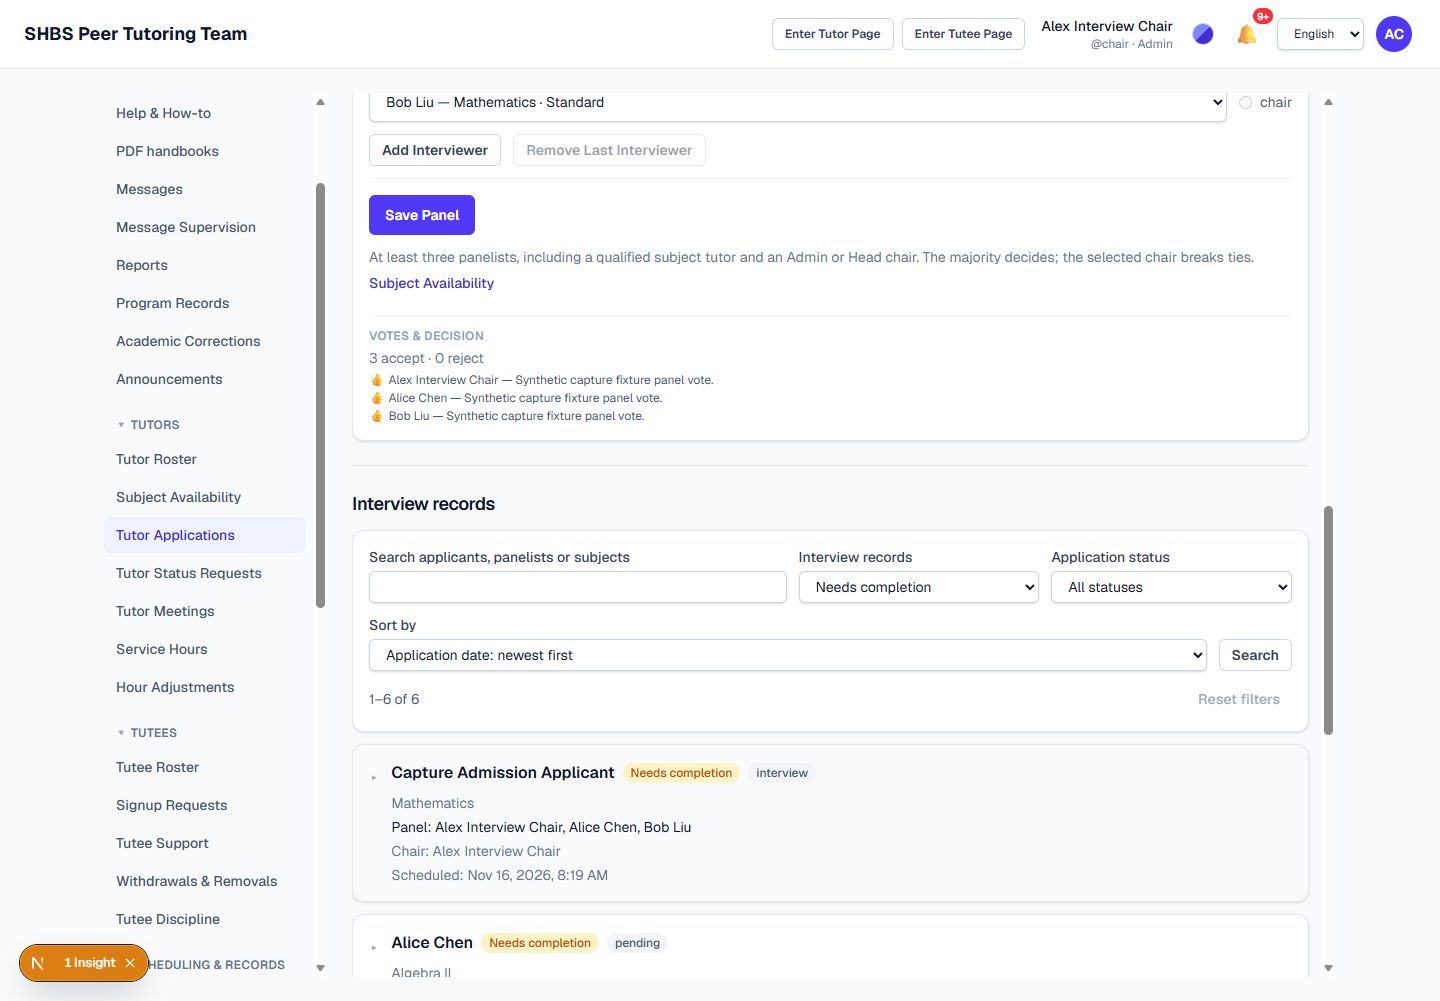 SHBS Peer Tutoring Team
Enter Tutor Page
Enter Tutee Page
Alex Interview Chair
@chair · Admin
9+
English
AC
Help & How-to
PDF handbooks
Messages
Message Supervision
Reports
Program Records
Academic Corrections
Announcements
TUTORS
Tutor Roster
Subject Availability
Tutor Applications
Tutor Status Requests
Tutor Meetings
Service Hours
Hour Adjustments
TUTEES
Tutee Roster
Signup Requests
Tutee Support
Withdrawals & Removals
Tutee Discipline
HEDULING & RECORDS
1 Insight
Bob Liu — Mathematics · Standard
chair
Add Interviewer
Remove Last Interviewer
Save Panel
At least three panelists, including a qualified subject tutor and an Admin or Head chair. The majority decides; the selected chair breaks ties.
Subject Availability
VOTES & DECISION
3 accept · 0 reject
👍 Alex Interview Chair — Synthetic capture fixture panel vote.
👍 Alice Chen — Synthetic capture fixture panel vote.
👍 Bob Liu — Synthetic capture fixture panel vote.
Interview records
Search applicants, panelists or subjects
Interview records
Needs completion
Application status
All statuses
Sort by
Application date: newest first
Search
1–6 of 6
Reset filters
Capture Admission Applicant Needs completion interview
Mathematics
Panel: Alex Interview Chair, Alice Chen, Bob Liu
Chair: Alex Interview Chair
Scheduled: Nov 16, 2026, 8:19 AM
Alice Chen Needs completion pending
Algebra II